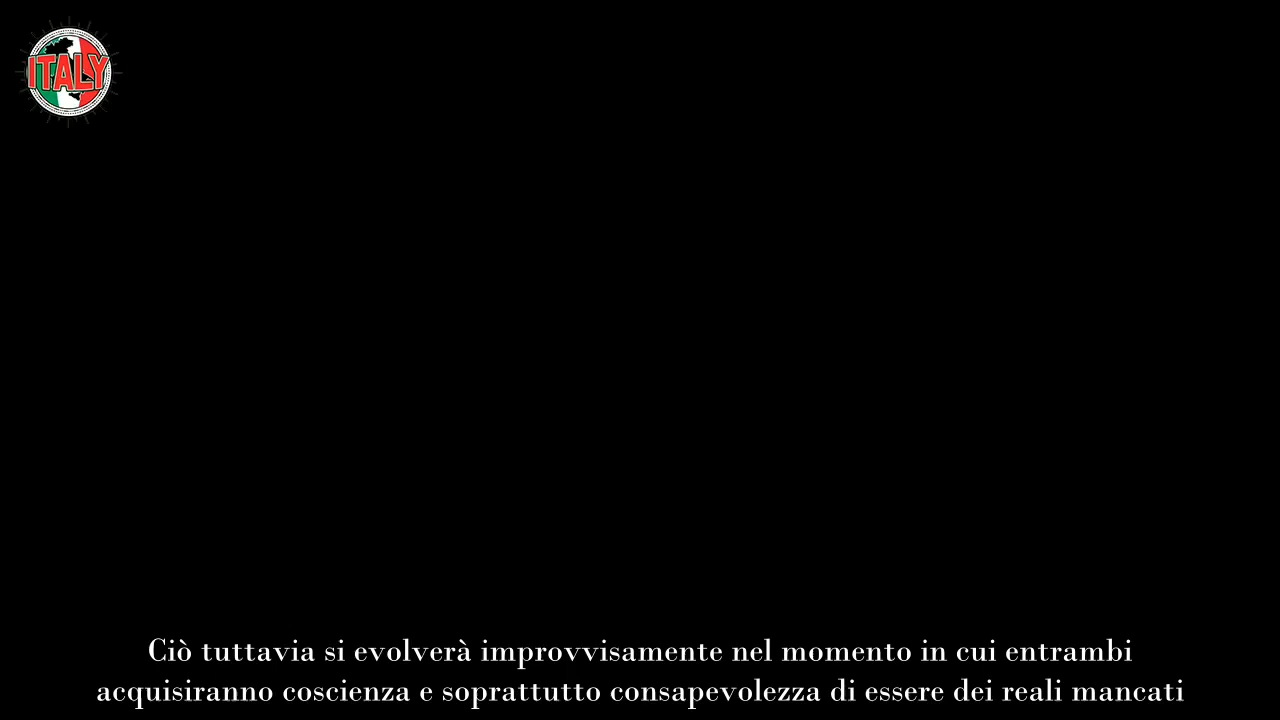 ITALY
Ciò tuttavia si evolverà improvvisamente nel momento in cui entrambi
acquisiranno coscienza e soprattutto consapevolezza di essere dei reali mancati